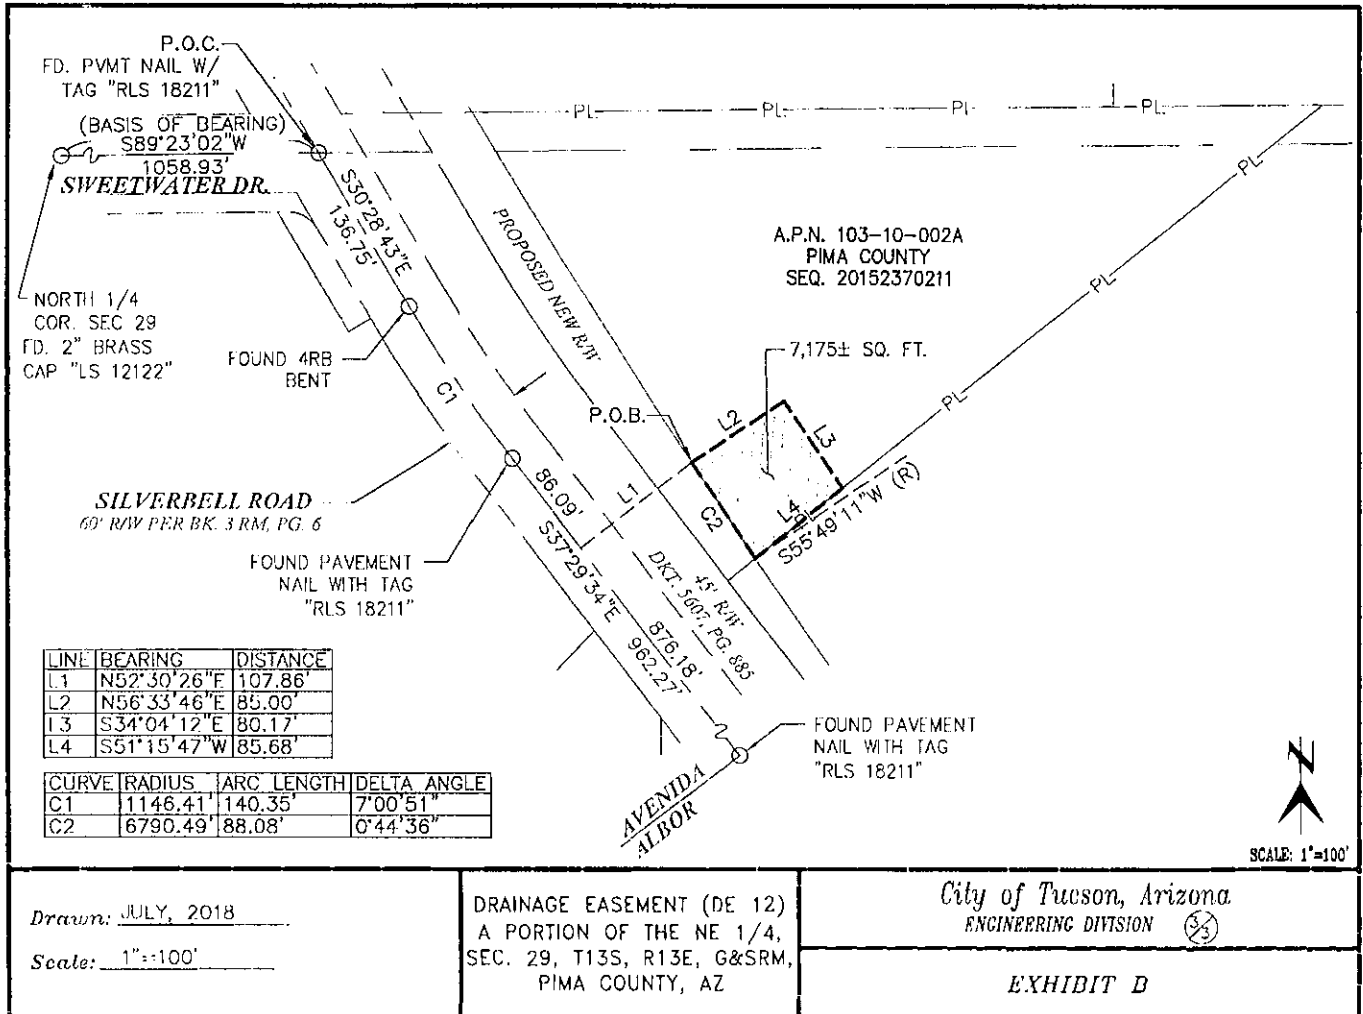 P.O.C.
FD. PVMT NAIL W/
TAG "RLS 18211"
(BASIS OF BEARING)
S89°23'02"W
1058.93'
SWEETWATER DR.
NORTH 1/4
COR. SEC 29
FD. 2" BRASS
CAP "LS 12122"
S30°28'43"E
136.75'
FOUND 4RB
BENT
C1
PROPOSED NEW R/W
PL
PL
PL
PL
PL
PL
PL
A.P.N. 103-10-002A
PIMA COUNTY
SEQ. 20152370211
7,175± SQ. FT.
P.O.B.
L2
L3
L1
C2
L4
S55°49'11"W (R)
SILVERBELL ROAD
60' R/W PER BK. 3 RM, PG. 6
FOUND PAVEMENT
NAIL WITH TAG
"RLS 18211"
86.09'
S37°29'34"E
876.18'
962.27'
45' R/W
DKT. 5607, PG. 885
FOUND PAVEMENT
NAIL WITH TAG
"RLS 18211"
AVENIDA
ALBOR
LINE BEARING DISTANCE
L1 N52°30'26"E 107.86'
L2 N56°33'46"E 85.00'
L3 S34°04'12"E 80.17'
L4 S51°15'47"W 85.68'
CURVE RADIUS ARC LENGTH DELTA ANGLE
C1 1146.41' 140.35' 7°00'51"
C2 6790.49' 88.08' 0°44'36"
N
SCALE: 1"=100'
Drawn: JULY, 2018
Scale: 1"=100'
DRAINAGE EASEMENT (DE 12)
A PORTION OF THE NE 1/4,
SEC. 29, T13S, R13E, G&SRM,
PIMA COUNTY, AZ
City of Tucson, Arizona
ENGINEERING DIVISION 3/3
EXHIBIT B